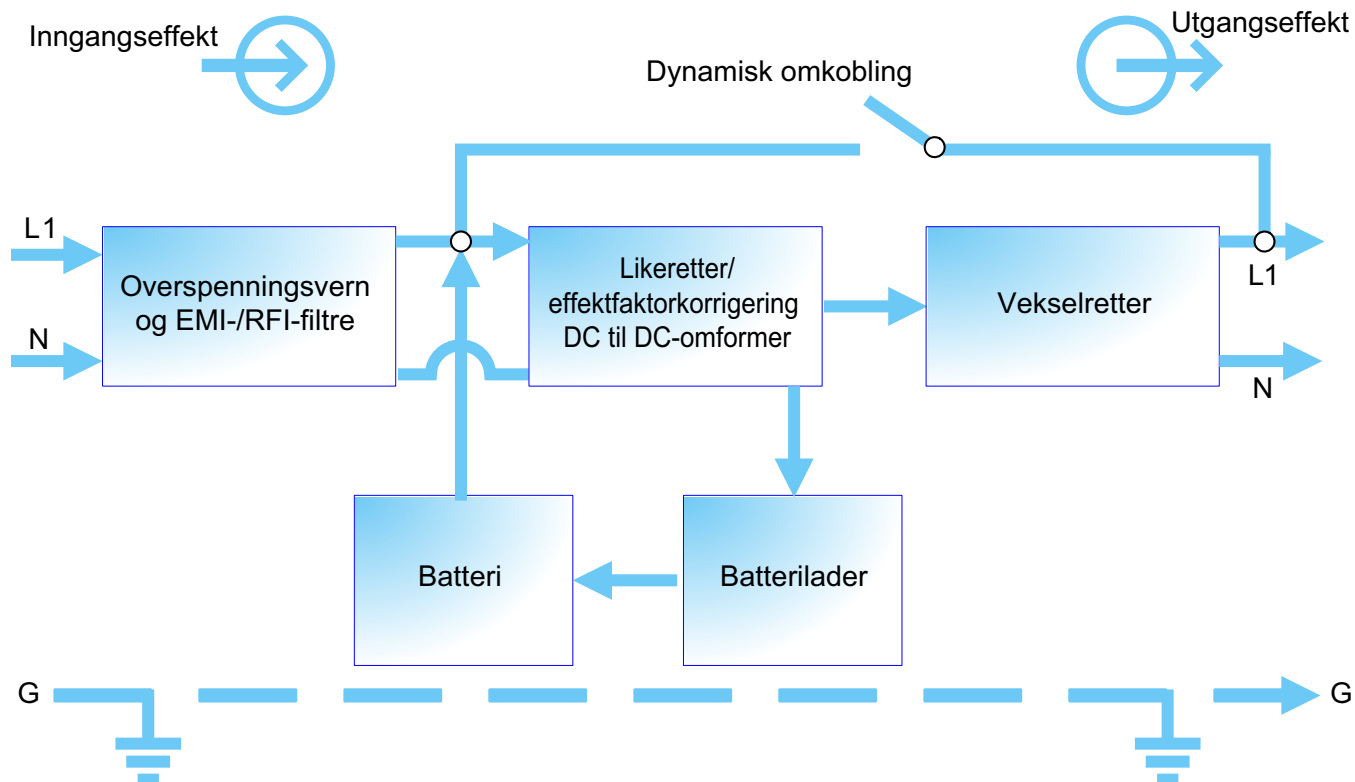 Inngangseffekt
Utgangseffekt
Dynamisk omkobling
L1
N
Overspenningsvern
og EMI-/RFI-filtre
Likeretter/
effektfaktorkorrigering
DC til DC-omformer
Vekselretter
L1
N
Batteri
Batterilader
G
G